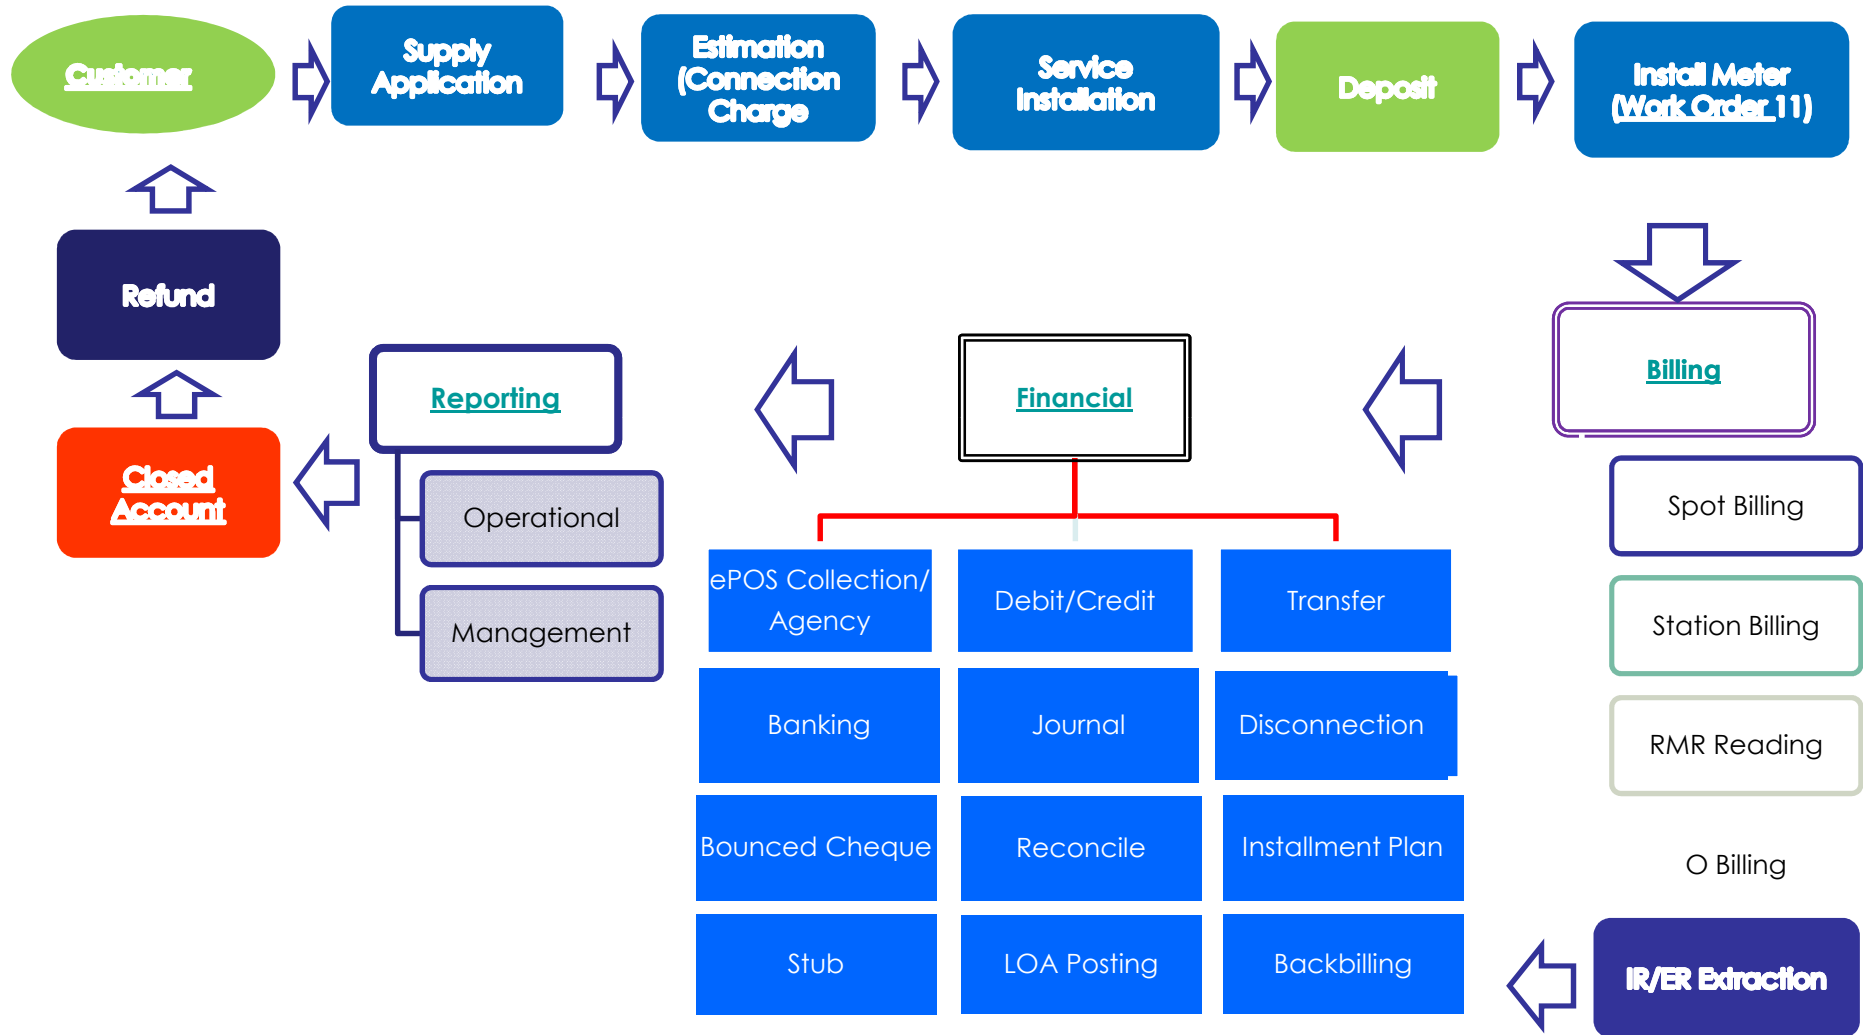 Customer
Supply
Application
Estimation
(Connection
Charge
Service
Installation
Deposit
Install Meter
(Work Order 11)
Refund
Closed
Account
Reporting
Operational
Management
Financial
ePOS Collection/
Agency
Debit/Credit
Transfer
Banking
Journal
Disconnection
Bounced Cheque
Reconcile
Installment Plan
Stub
LOA Posting
Backbilling
Billing
Spot Billing
Station Billing
RMR Reading
O Billing
IR/ER Extraction